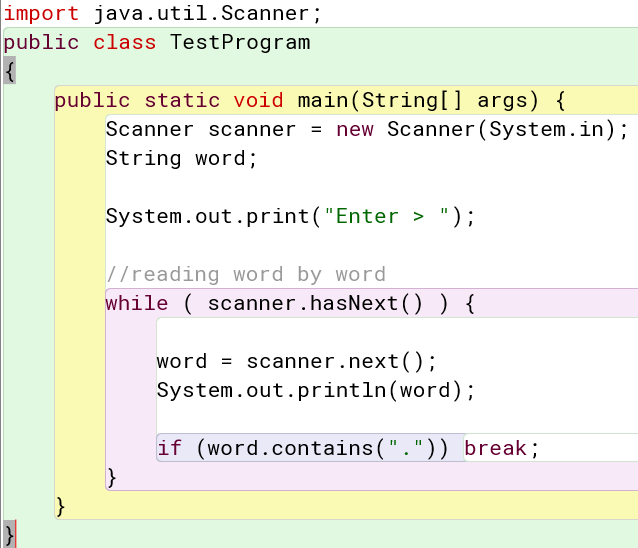 import java.util.Scanner;
public class TestProgram
{
    public static void main(String[] args) {
        Scanner scanner = new Scanner(System.in);
        String word;

        System.out.print("Enter > ");

        //reading word by word
        while ( scanner.hasNext() ) {

            word = scanner.next();
            System.out.println(word);

            if (word.contains(".")) break;
        }
    }
}